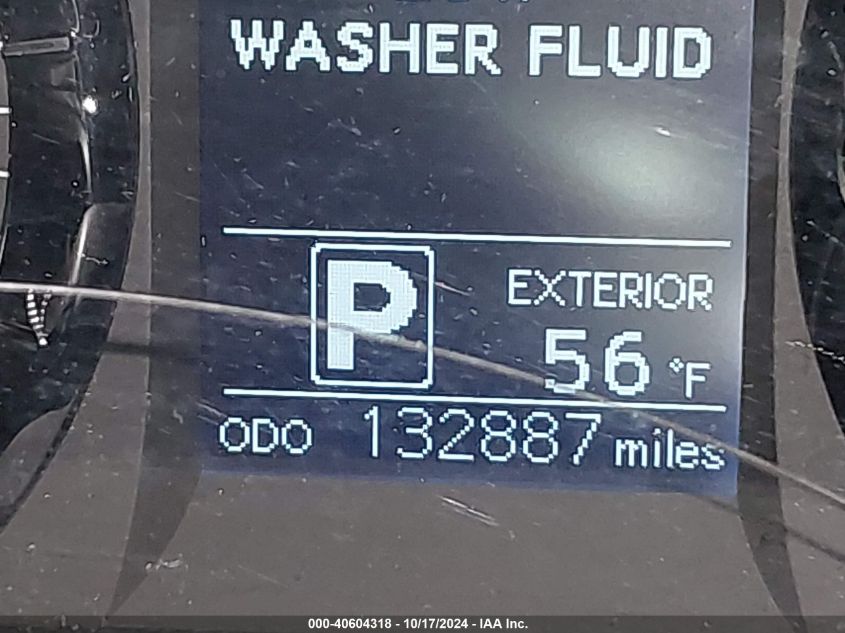 WASHER FLUID
P
EXTERIOR
56 °F
ODO 132887 miles
000-40604318 - 10/17/2024 - IAA Inc.